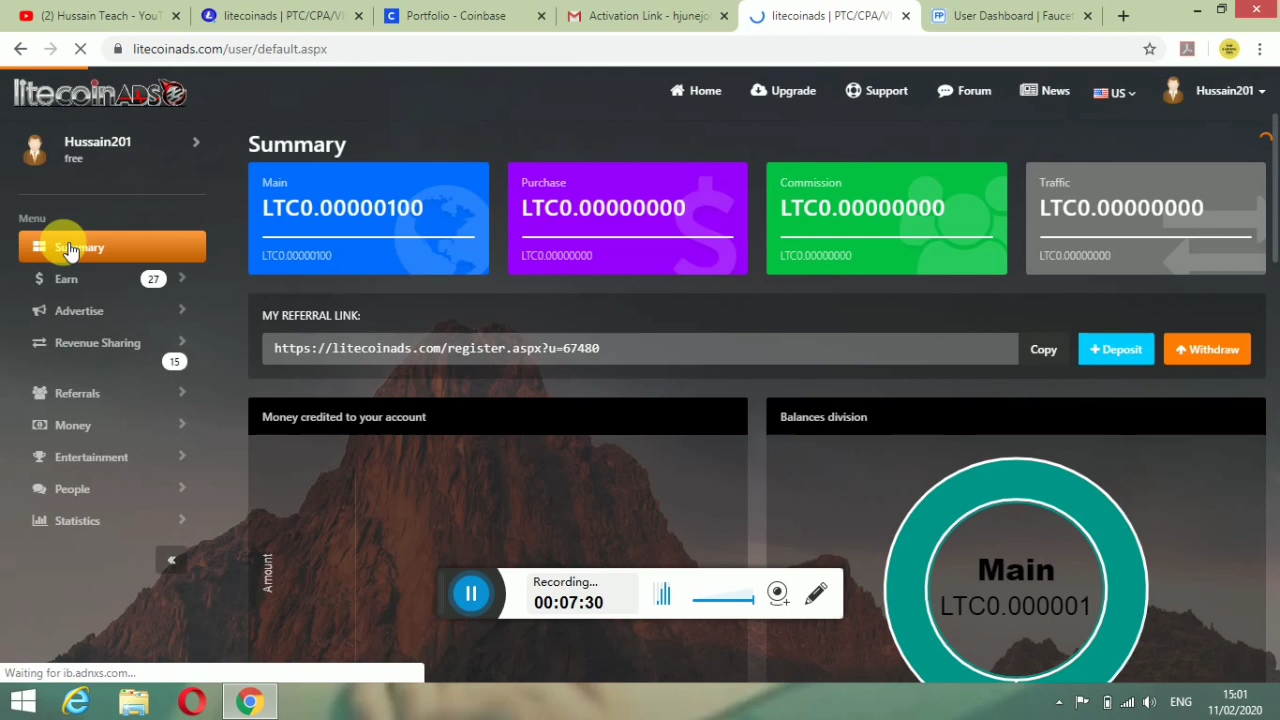 (2) Hussain Teach - YouT
litecoinads | PTC/CPA/VI
Portfolio - Coinbase
Activation Link - hjunejo
litecoinads | PTC/CPA/VI
User Dashboard | Faucet
litecoinads.com/user/default.aspx
litecoinADS
Home
Upgrade
Support
Forum
News
US
Hussain201
Hussain201
free
Menu
Summary
Earn
27
Advertise
Revenue Sharing
15
Referrals
Money
Entertainment
People
Statistics
«
Summary
Main
LTC0.00000100
LTC0.00000100
Purchase
LTC0.00000000
LTC0.00000000
Commission
LTC0.00000000
LTC0.00000000
Traffic
LTC0.00000000
LTC0.00000000
MY REFERRAL LINK:
https://litecoinads.com/register.aspx?u=67480
Copy
Deposit
Withdraw
Money credited to your account
Amount
Balances division
Main
LTC0.000001
Recording...
00:07:30
Waiting for ib.adnxs.com...
ENG
15:01
11/02/2020